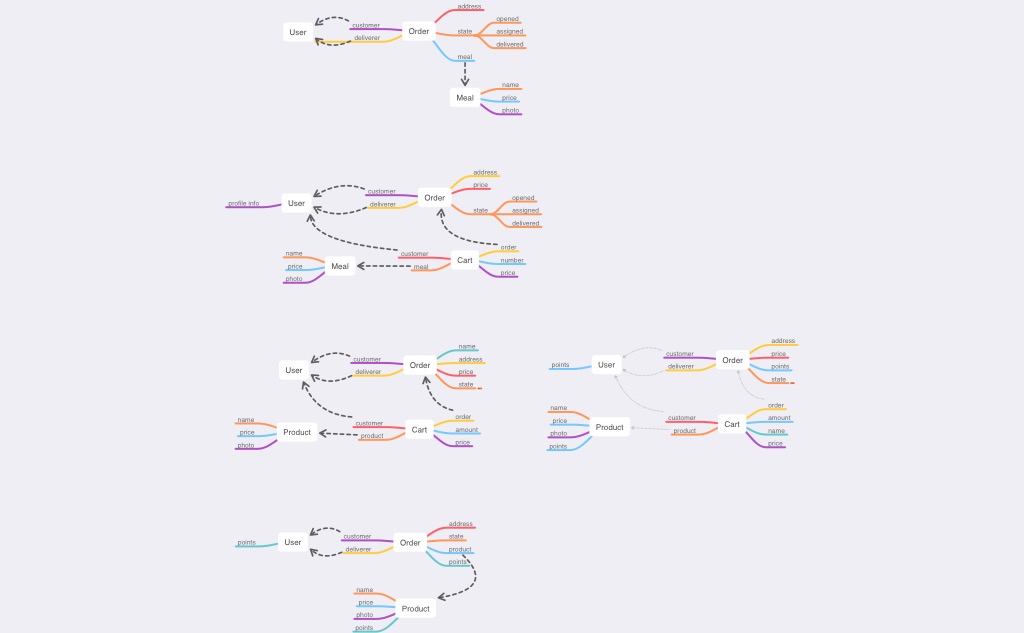 address
opened
User
customer
Order
state
assigned
deliverer
delivered
meal
name
Meal
price
photo
address
price
profile info
User
customer
Order
opened
deliverer
state
assigned
delivered
order
name
customer
Cart
number
price
Meal
meal
price
photo
name
User
customer
Order
address
deliverer
price
state
order
name
customer
Cart
amount
price
Product
product
price
photo
address
points
User
customer
Order
price
deliverer
points
state
order
name
customer
Cart
amount
price
Product
product
name
photo
price
points
address
points
User
customer
Order
state
deliverer
product
points
name
price
Product
photo
points